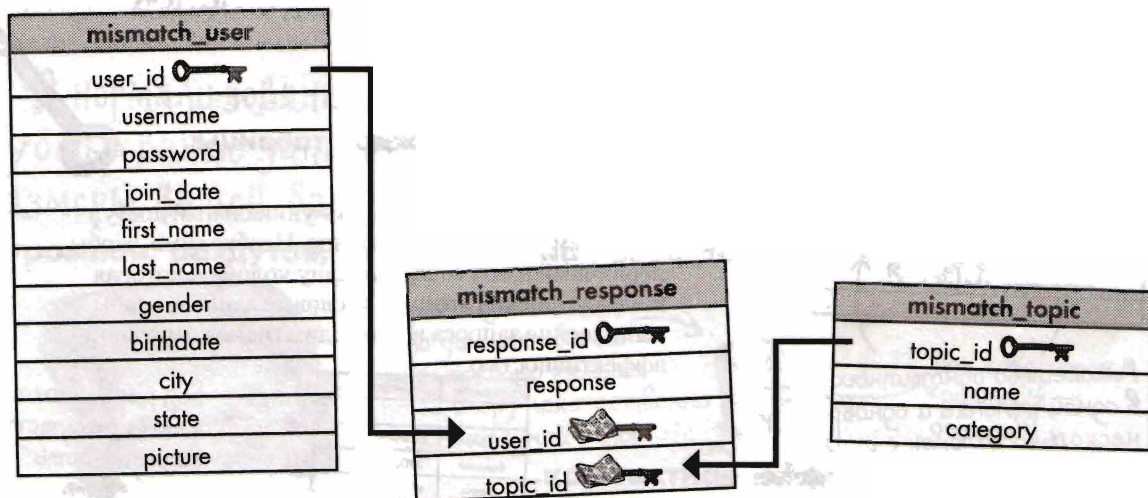 mismatch_user
user_id
username
password
join_date
first_name
last_name
gender
birthdate
city
state
picture
mismatch_response
response_id
response
user_id
topic_id
mismatch_topic
topic_id
name
category